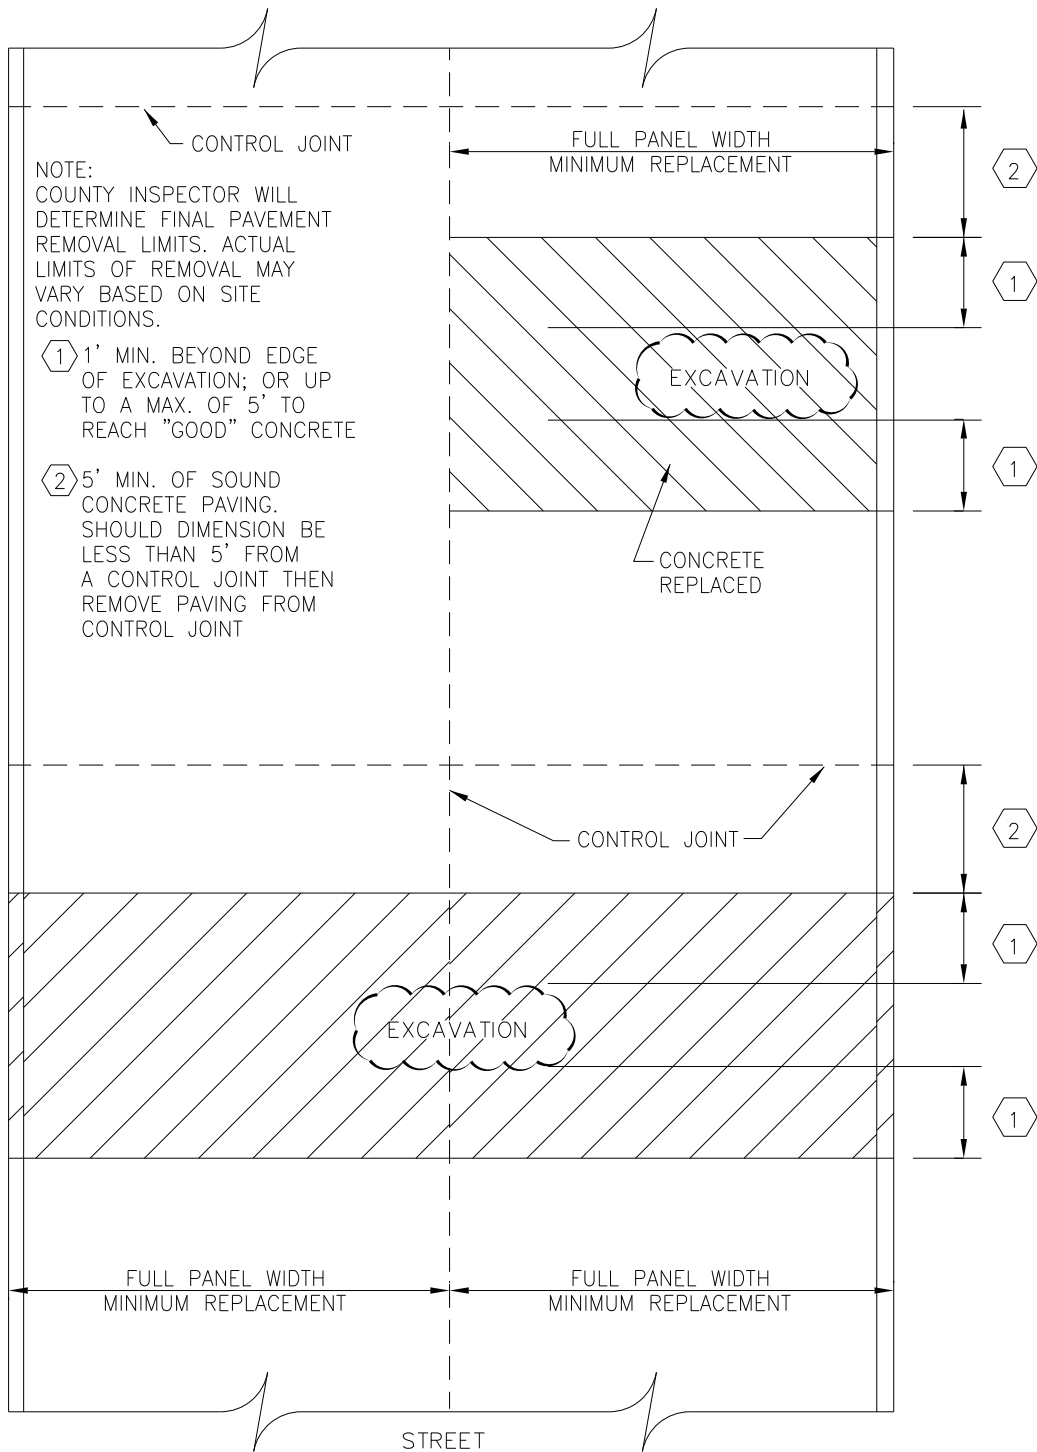 CONTROL JOINT
FULL PANEL WIDTH
MINIMUM REPLACEMENT
2
NOTE:
COUNTY INSPECTOR WILL
DETERMINE FINAL PAVEMENT
REMOVAL LIMITS. ACTUAL
LIMITS OF REMOVAL MAY
VARY BASED ON SITE
CONDITIONS.
1 1' MIN. BEYOND EDGE
OF EXCAVATION; OR UP
TO A MAX. OF 5' TO
REACH "GOOD" CONCRETE
2 5' MIN. OF SOUND
CONCRETE PAVING.
SHOULD DIMENSION BE
LESS THAN 5' FROM
A CONTROL JOINT THEN
REMOVE PAVING FROM
CONTROL JOINT
1
EXCAVATION
1
CONCRETE
REPLACED
CONTROL JOINT
2
1
EXCAVATION
1
FULL PANEL WIDTH
MINIMUM REPLACEMENT
FULL PANEL WIDTH
MINIMUM REPLACEMENT
STREET